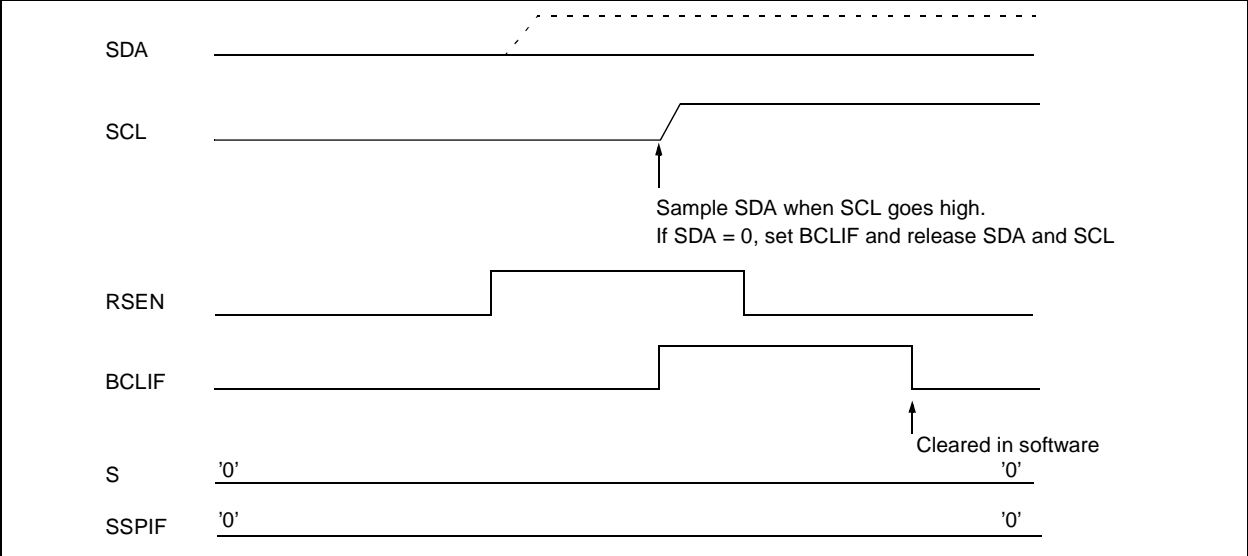 SDA
SCL
Sample SDA when SCL goes high.
If SDA = 0, set BCLIF and release SDA and SCL
RSEN
BCLIF
Cleared in software
S
'0'
'0'
SSPIF
'0'
'0'